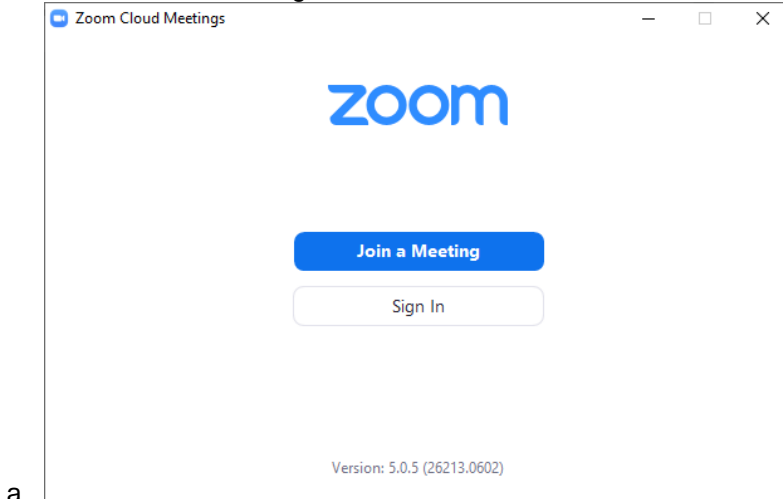 Zoom Cloud Meetings
zoom
Join a Meeting
Sign In
Version: 5.0.5 (26213.0602)
a